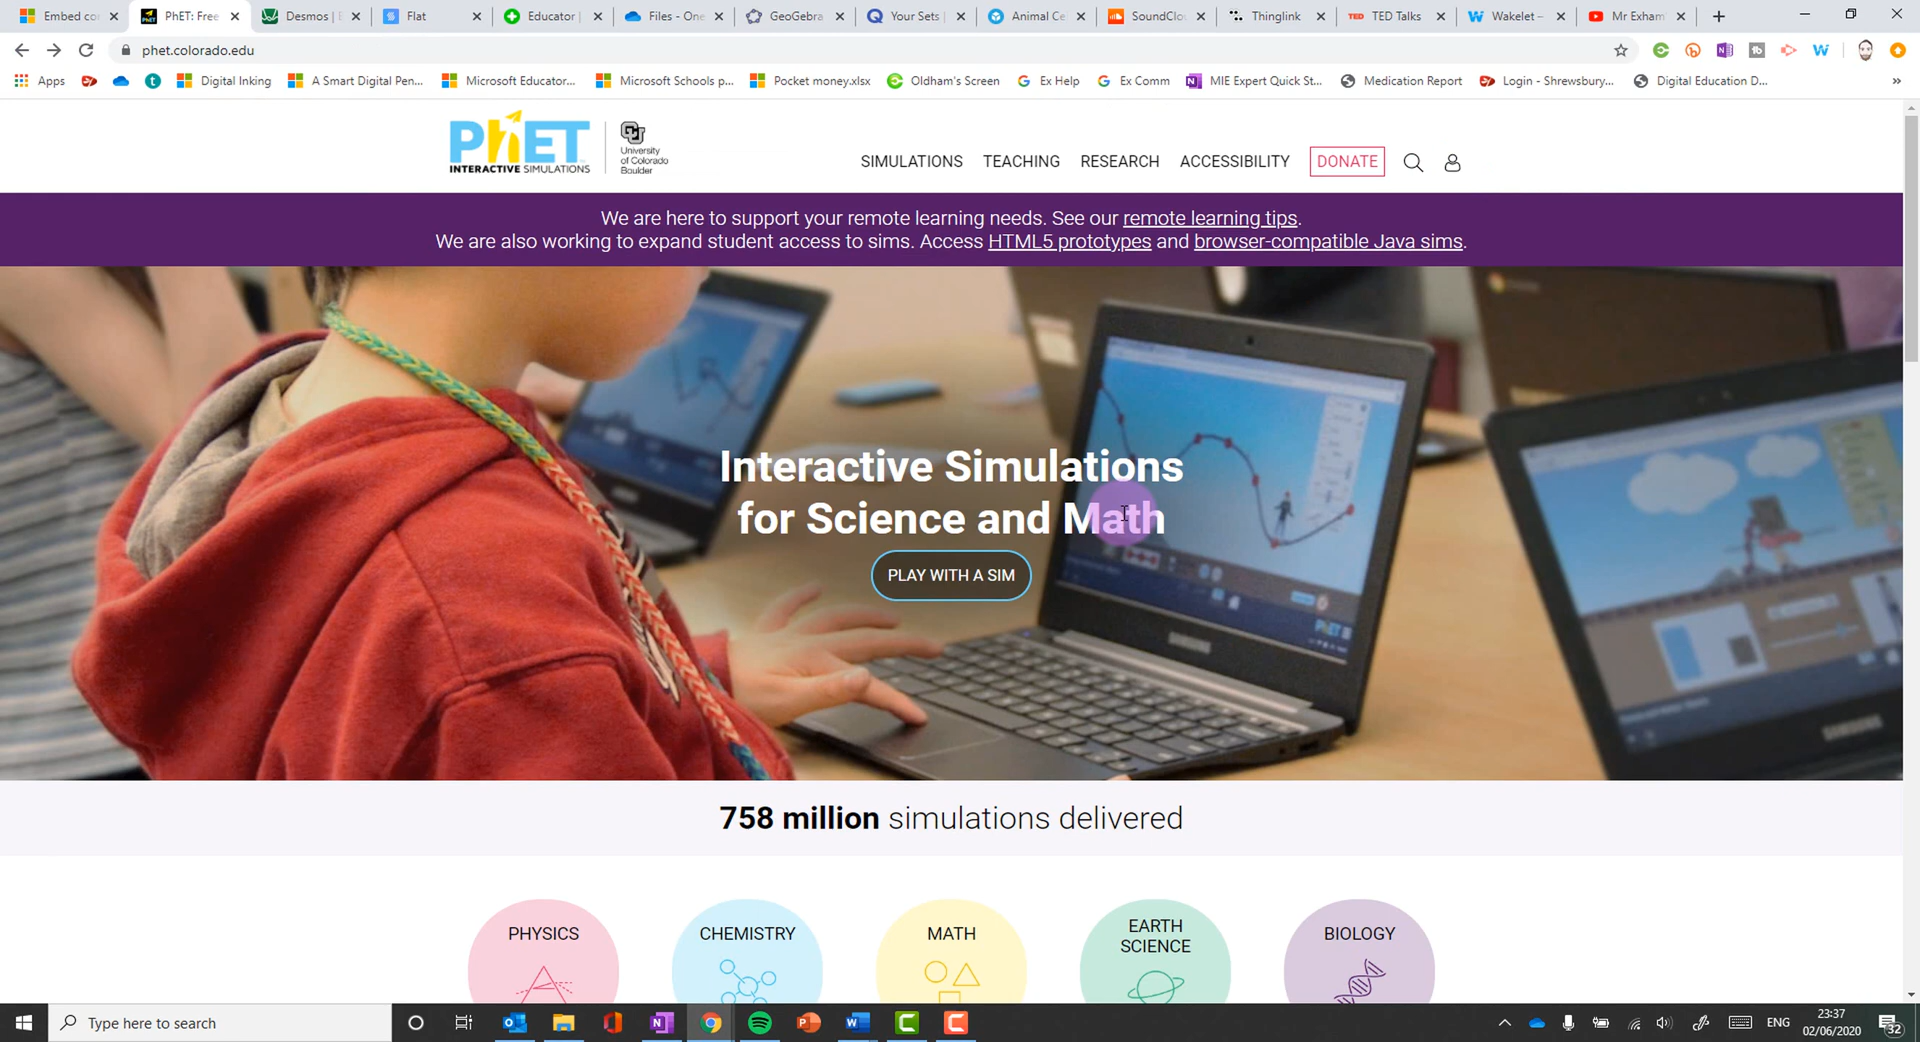 Embed co
PhET: Free
Desmos |
Flat
Educator |
Files - One
GeoGebra
Your Sets |
Animal Ce
SoundClou
Thinglink
TED Talks
Wakelet –
Mr Exham
phet.colorado.edu
Apps
Digital Inking
A Smart Digital Pen...
Microsoft Educator...
Microsoft Schools p...
Pocket money.xlsx
Oldham's Screen
Ex Help
Ex Comm
MIE Expert Quick St...
Medication Report
Login - Shrewsbury...
Digital Education D...
»
PhET
INTERACTIVE SIMULATIONS
University
of Colorado
Boulder
SIMULATIONS
TEACHING
RESEARCH
ACCESSIBILITY
DONATE
We are here to support your remote learning needs. See our remote learning tips.
We are also working to expand student access to sims. Access HTML5 prototypes and browser-compatible Java sims.
Interactive Simulations
for Science and Math
PLAY WITH A SIM
758 million simulations delivered
PHYSICS
CHEMISTRY
MATH
EARTH
SCIENCE
BIOLOGY
Type here to search
ENG
23:37
02/06/2020
32